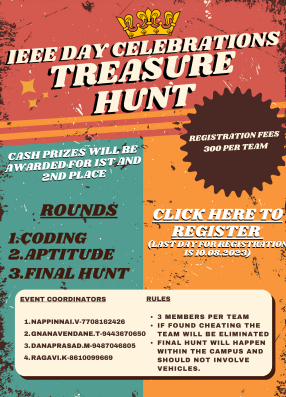 IEEE DAY CELEBRATIONS
TREASURE
HUNT
REGISTRATION FEES
300 PER TEAM
CASH PRIZES WILL BE
AWARDED FOR 1ST AND
2ND PLACE
ROUNDS
1.CODING
2.APTITUDE
3.FINAL HUNT
CLICK HERE TO
REGISTER
(LAST DAY FOR REGISTRATION
IS 10.08.2023)
EVENT COORDINATORS
1.NAPPINNAI.V-7708162426
2.GNANAVENDANE.T-9443670650
3.DANAPRASAD.M-9487046805
4.RAGAVI.K-8610099669
RULES
• 3 MEMBERS PER TEAM
• IF FOUND CHEATING THE
TEAM WILL BE ELIMINATED
• FINAL HUNT WILL HAPPEN
WITHIN THE CAMPUS AND
SHOULD NOT INVOLVE
VEHICLES.